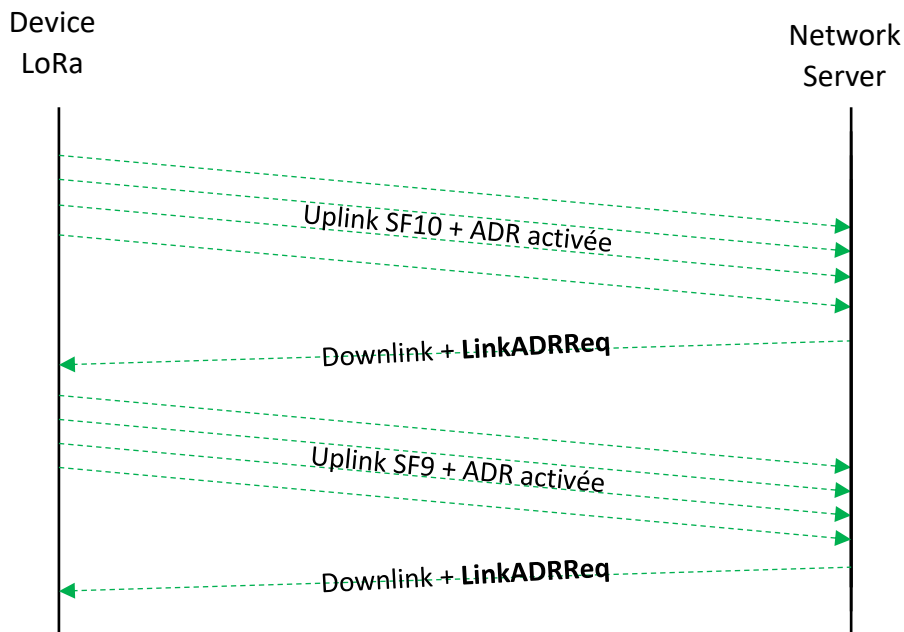 Device
LoRa
Network
Server
Uplink SF10 + ADR activée
Downlink + LinkADRReq
Uplink SF9 + ADR activée
Downlink + LinkADRReq